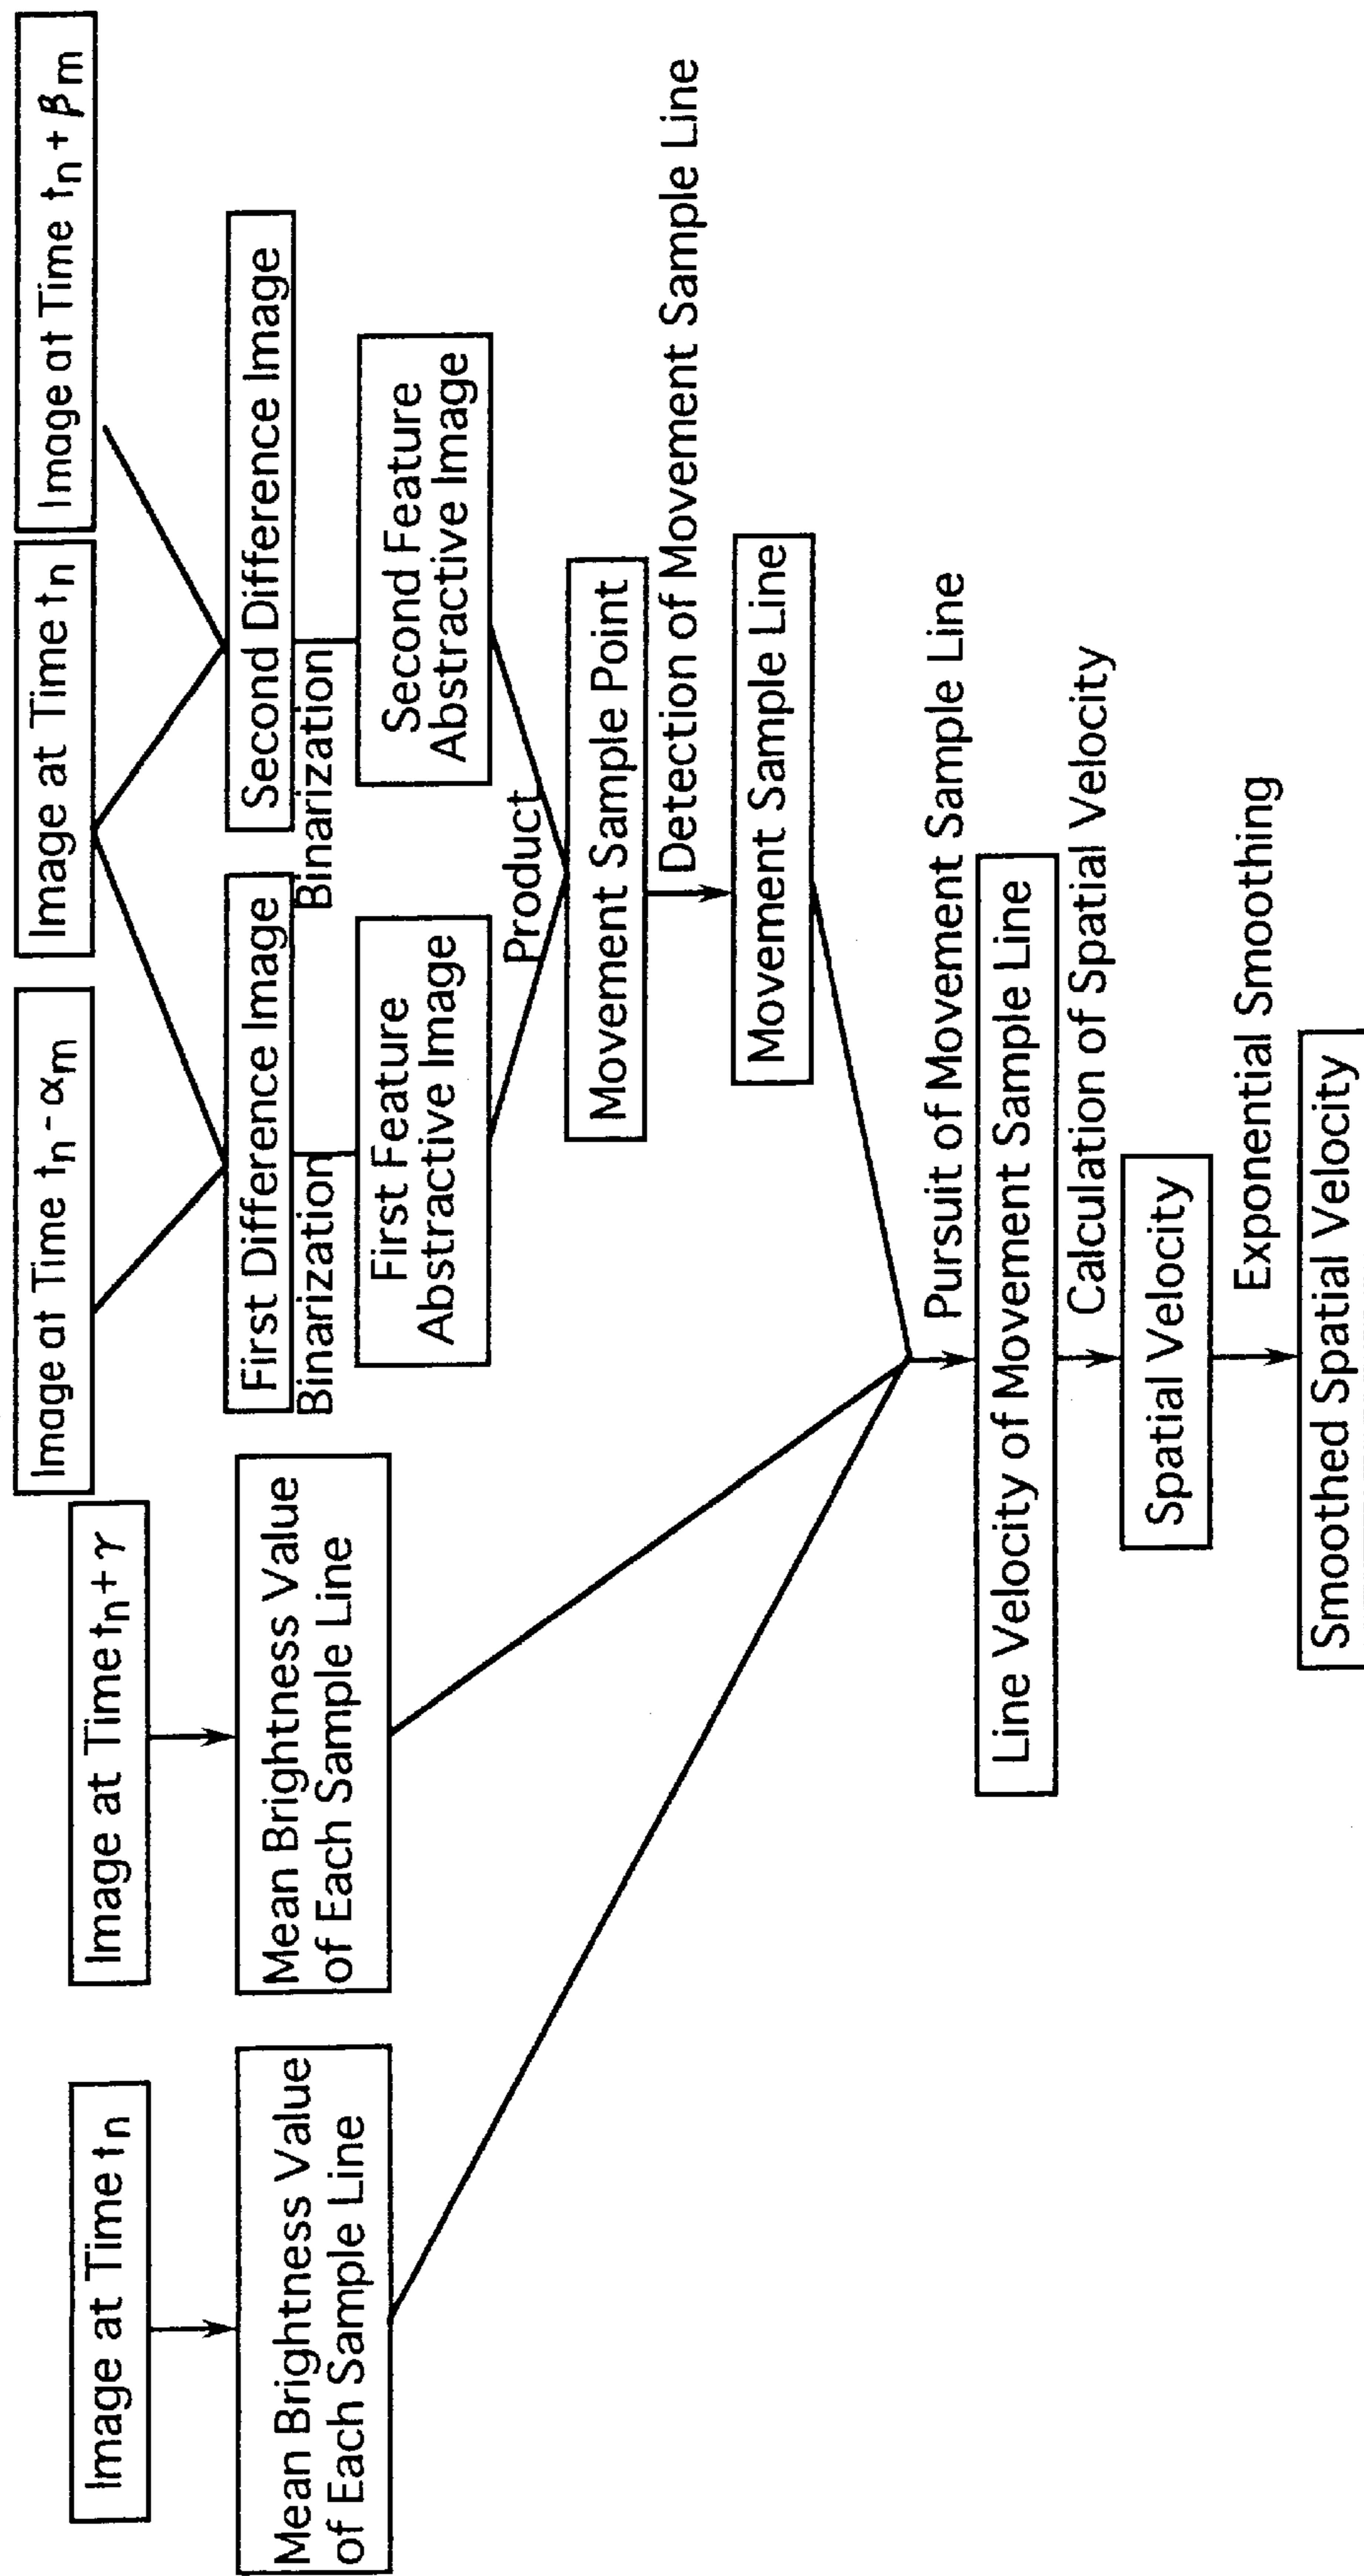 Image at Time tn
Image at Time tn+γ
Image at Time tn-αm
Image at Time tn
Image at Time tn+βm
Mean Brightness Value
of Each Sample Line
Mean Brightness Value
of Each Sample Line
First Difference Image
Second Difference Image
Binarization
Binarization
First Feature
Abstractive Image
Second Feature
Abstractive Image
Product
Movement Sample Point
Detection of Movement Sample Line
Movement Sample Line
Pursuit of Movement Sample Line
Line Velocity of Movement Sample Line
Calculation of Spatial Velocity
Spatial Velocity
Exponential Smoothing
Smoothed Spatial Velocity